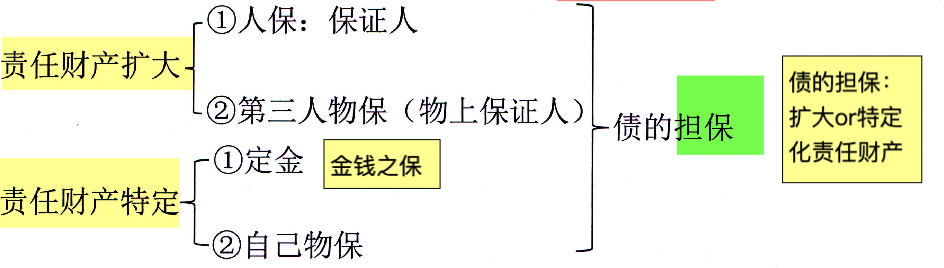 责任财产扩大
①人保：保证人
②第三人物保（物上保证人）
责任财产特定
①定金
金钱之保
②自己物保
债的担保
债的担保：
扩大or特定
化责任财产